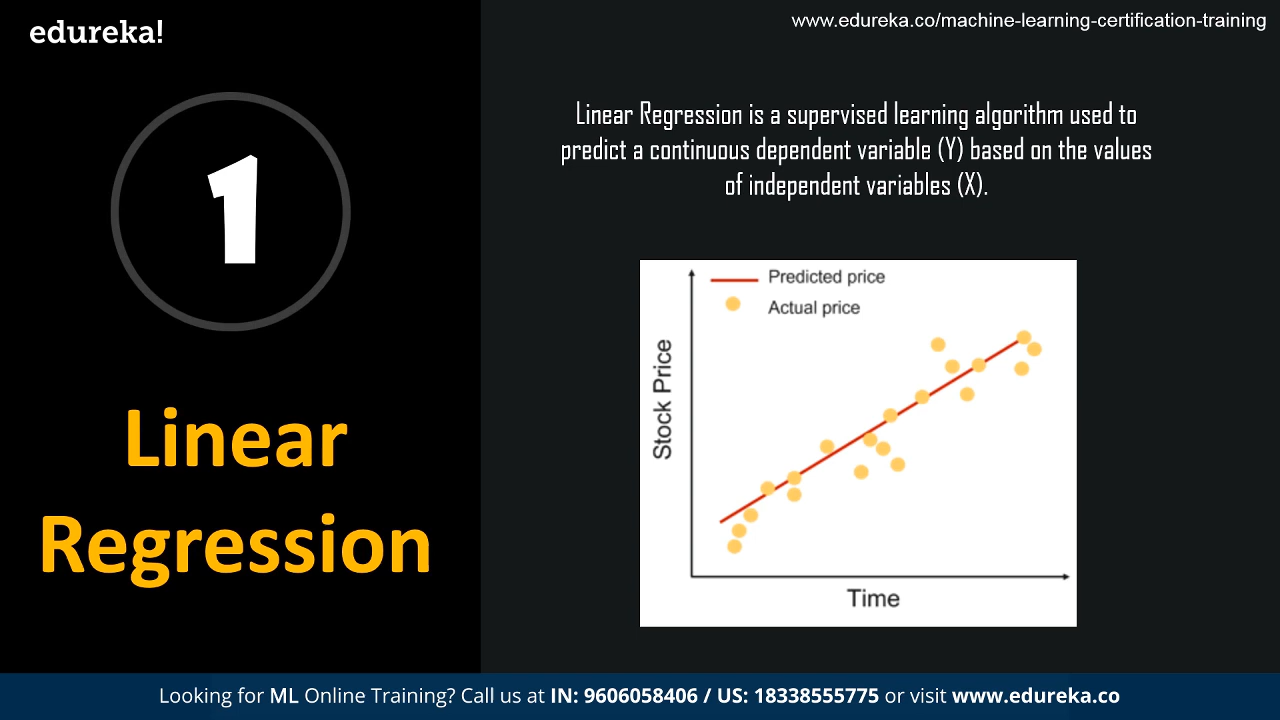 edureka!
www.edureka.co/machine-learning-certification-training
1
Linear
Regression
Linear Regression is a supervised learning algorithm used to
predict a continuous dependent variable (Y) based on the values
of independent variables (X).
Predicted price
Actual price
Stock Price
Time
Looking for ML Online Training? Call us at IN: 9606058406 / US: 18338555775 or visit www.edureka.co